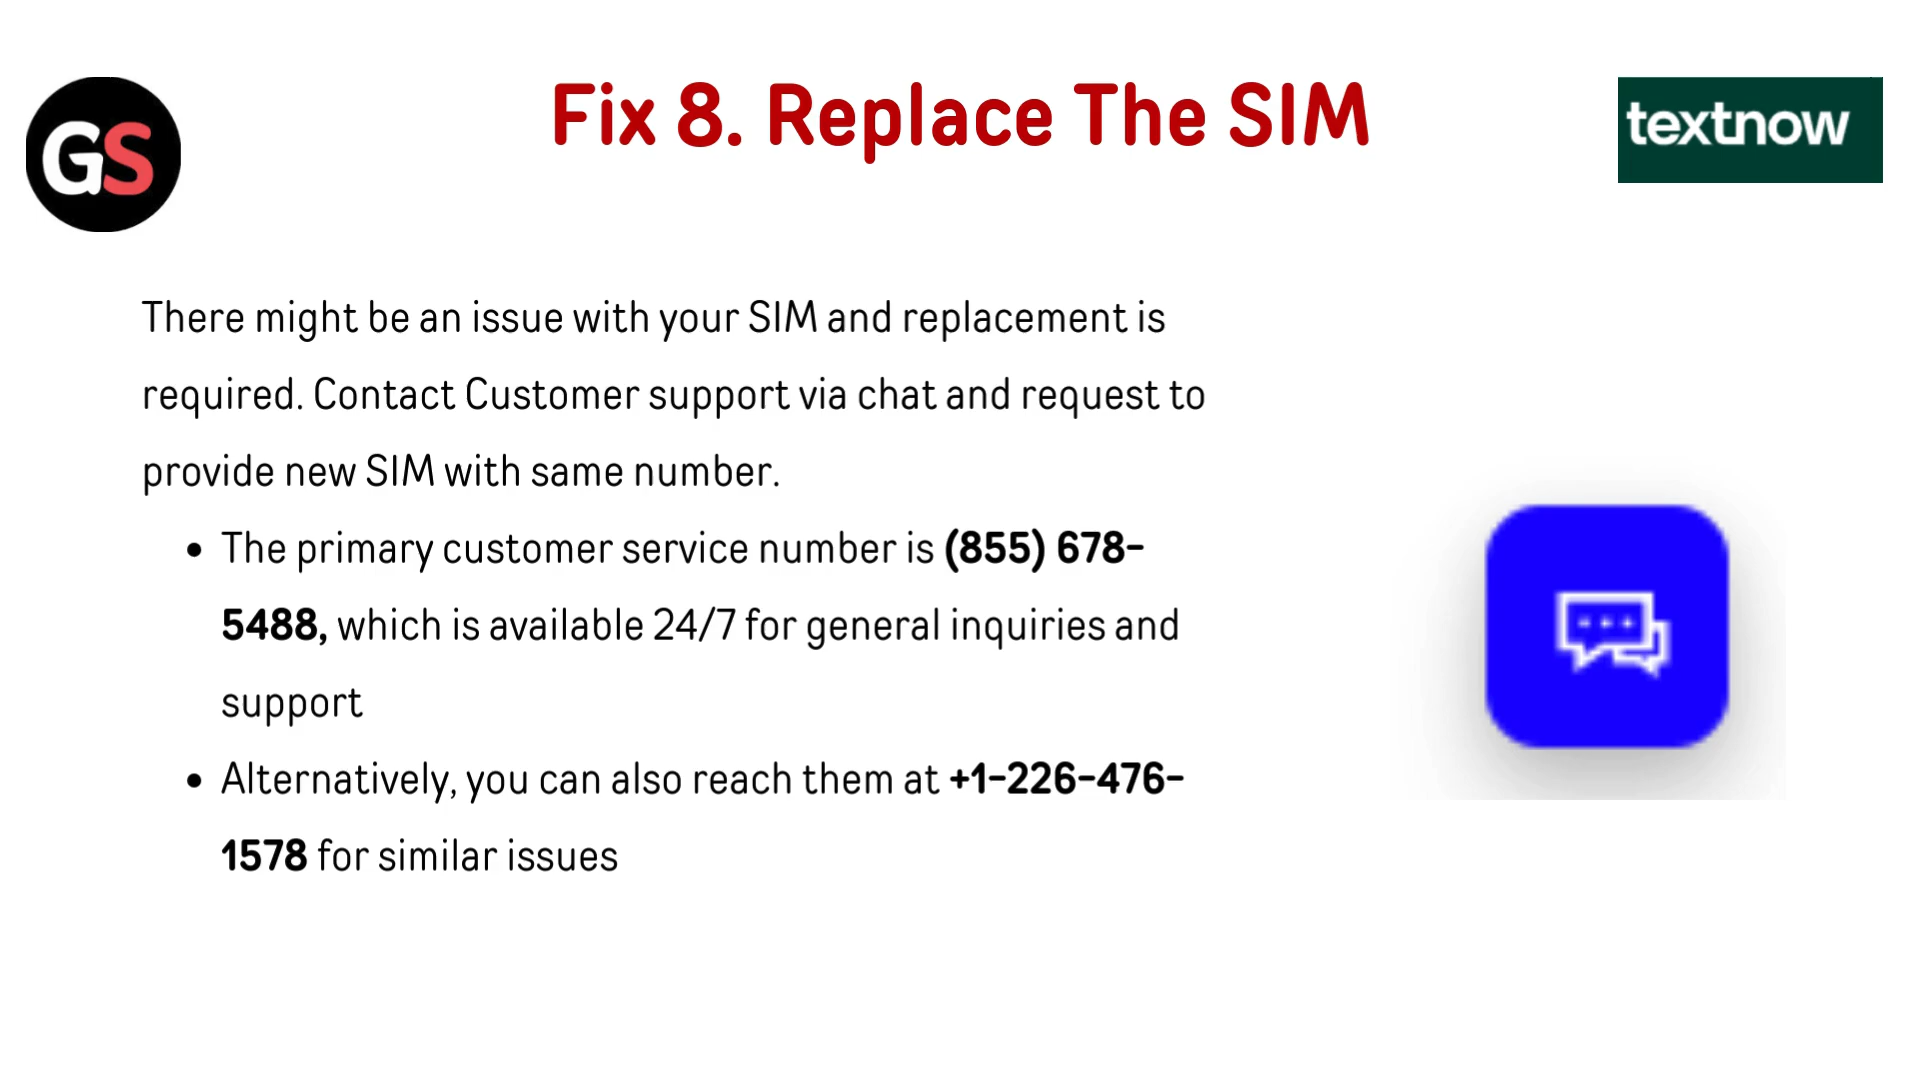 GS
Fix 8. Replace The SIM
textnow
There might be an issue with your SIM and replacement is
required. Contact Customer support via chat and request to
provide new SIM with same number.
• The primary customer service number is (855) 678-
5488, which is available 24/7 for general inquiries and
support
• Alternatively, you can also reach them at +1-226-476-
1578 for similar issues